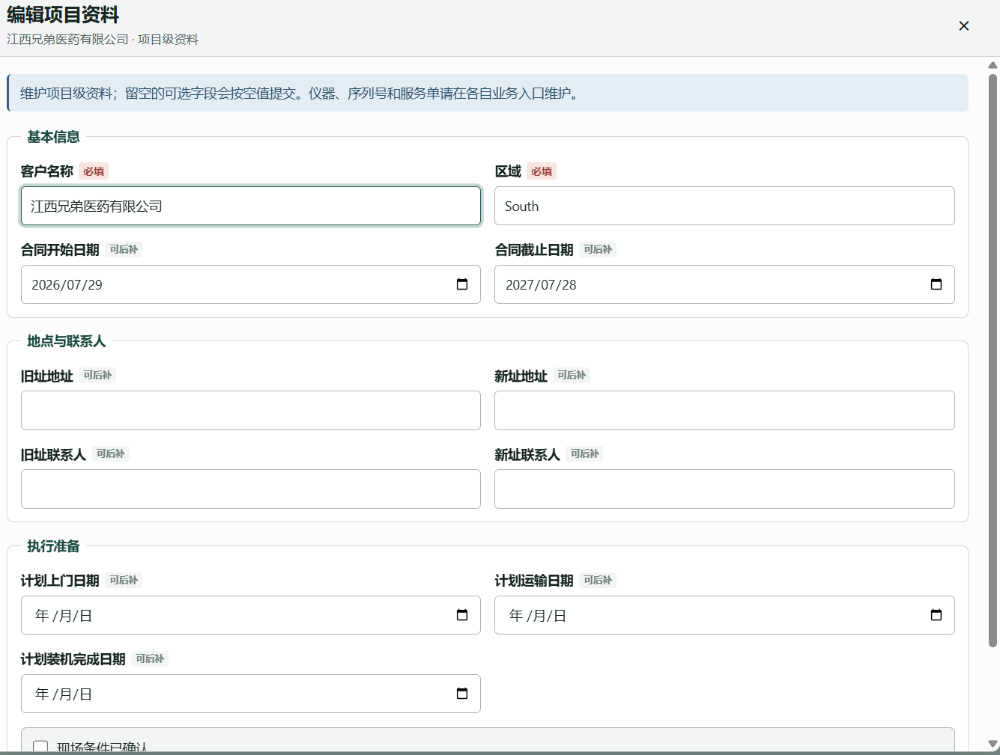 编辑项目资料
江西兄弟医药有限公司 · 项目级资料
维护项目级资料；留空的可选字段会按空值提交。仪器、序列号和服务单请在各自业务入口维护。
基本信息
客户名称 必填
区域 必填
江西兄弟医药有限公司
South
合同开始日期 可后补
合同截止日期 可后补
2026/07/29
2027/07/28
地点与联系人
旧址地址 可后补
新址地址 可后补
旧址联系人 可后补
新址联系人 可后补
执行准备
计划上门日期 可后补
计划运输日期 可后补
年 /月/日
年 /月/日
计划装机完成日期 可后补
年 /月/日
现场条件已确认